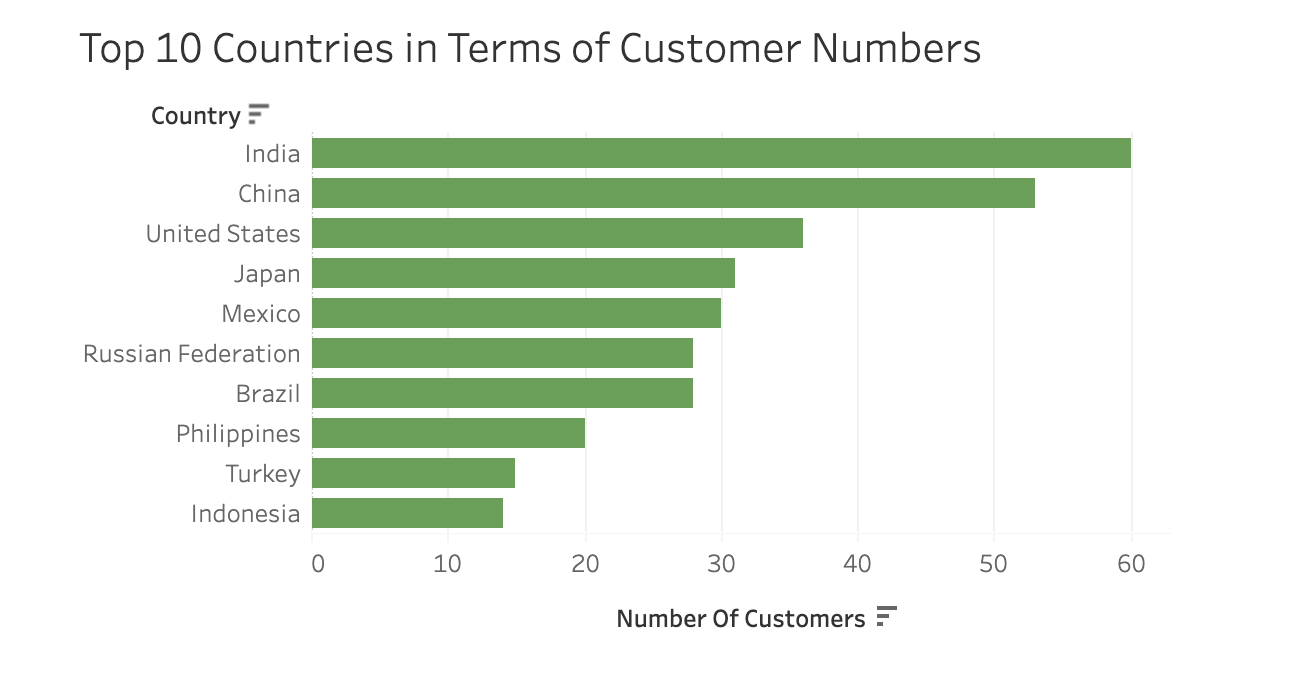 Top 10 Countries in Terms of Customer Numbers
Country
India
China
United States
Japan
Mexico
Russian Federation
Brazil
Philippines
Turkey
Indonesia
0 10 20 30 40 50 60
Number Of Customers